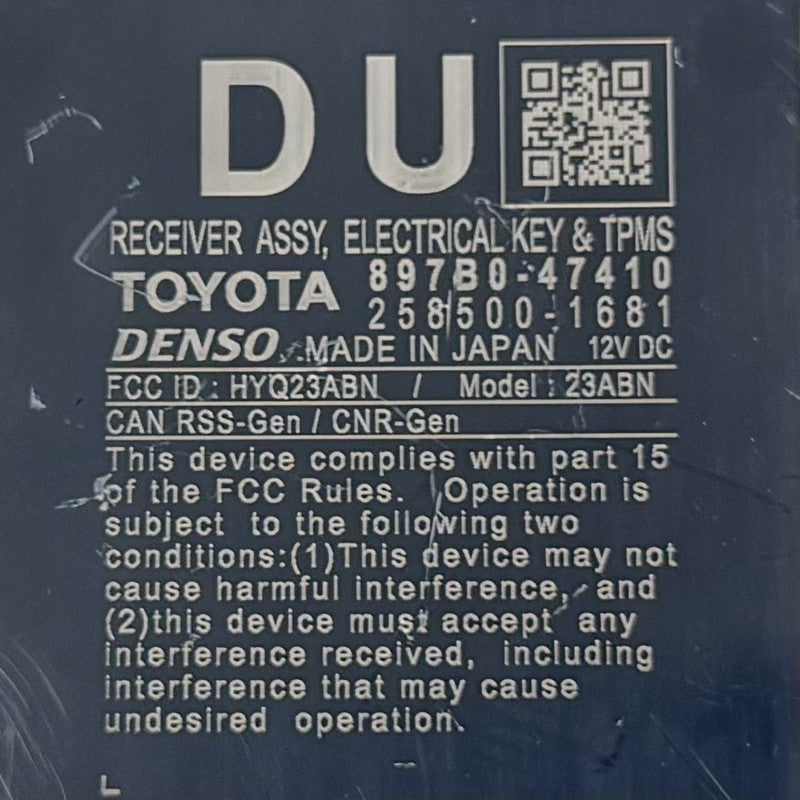 DU
RECEIVER ASSY, ELECTRICAL KEY & TPMS
TOYOTA 897B0-47410
258500-1681
DENSO MADE IN JAPAN 12V DC
FCC ID : HYQ23ABN / Model : 23ABN
CAN RSS-Gen / CNR-Gen
This device complies with part 15
of the FCC Rules. Operation is
subject to the following two
conditions:(1)This device may not
cause harmful interference, and
(2)this device must accept any
interference received, including
interference that may cause
undesired operation.